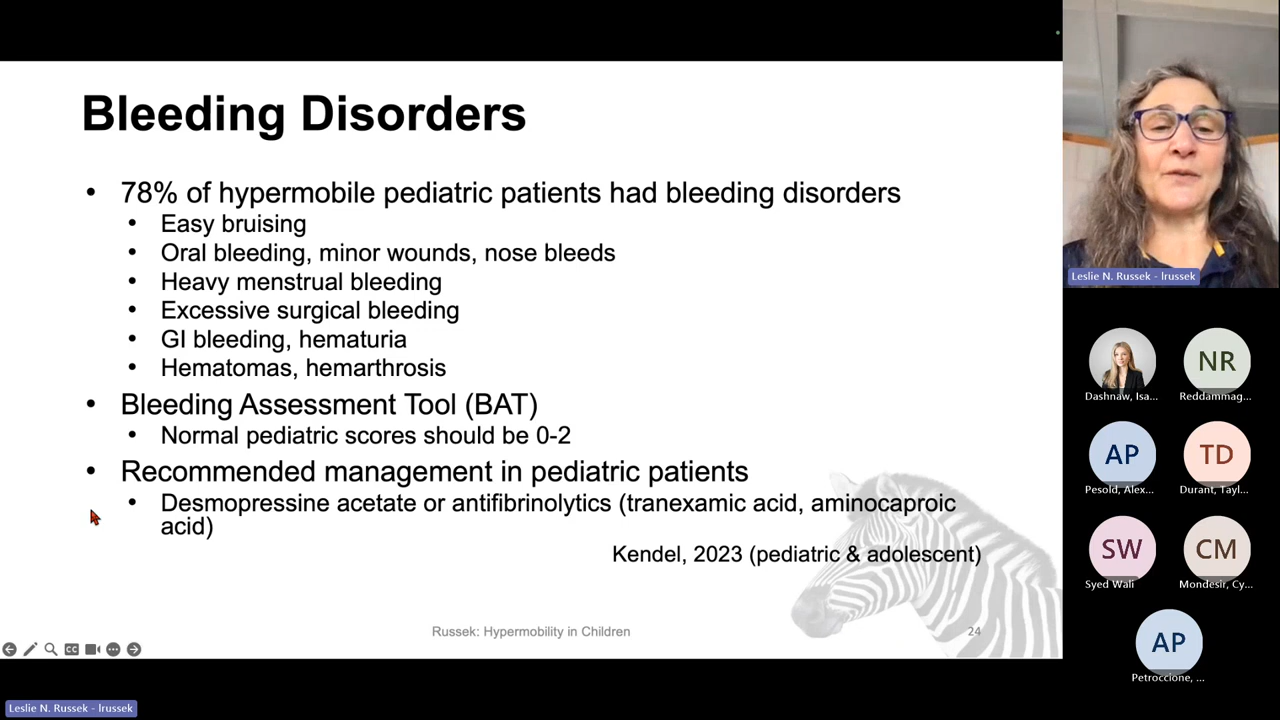 Bleeding Disorders
• 78% of hypermobile pediatric patients had bleeding disorders
• Easy bruising
• Oral bleeding, minor wounds, nose bleeds
• Heavy menstrual bleeding
• Excessive surgical bleeding
• GI bleeding, hematuria
• Hematomas, hemarthrosis
• Bleeding Assessment Tool (BAT)
• Normal pediatric scores should be 0-2
• Recommended management in pediatric patients
• Desmopressine acetate or antifibrinolytics (tranexamic acid, aminocaproic
acid)
Kendel, 2023 (pediatric & adolescent)
Russek: Hypermobility in Children
24
CC
Leslie N. Russek - lrussek
Leslie N. Russek - lrussek
Dashnaw, Isa...
NR
Reddammag...
AP
Pesold, Alex...
TD
Durant, Tayl...
SW
Syed Wali
CM
Mondesir, Cy...
AP
Petroccione, ...